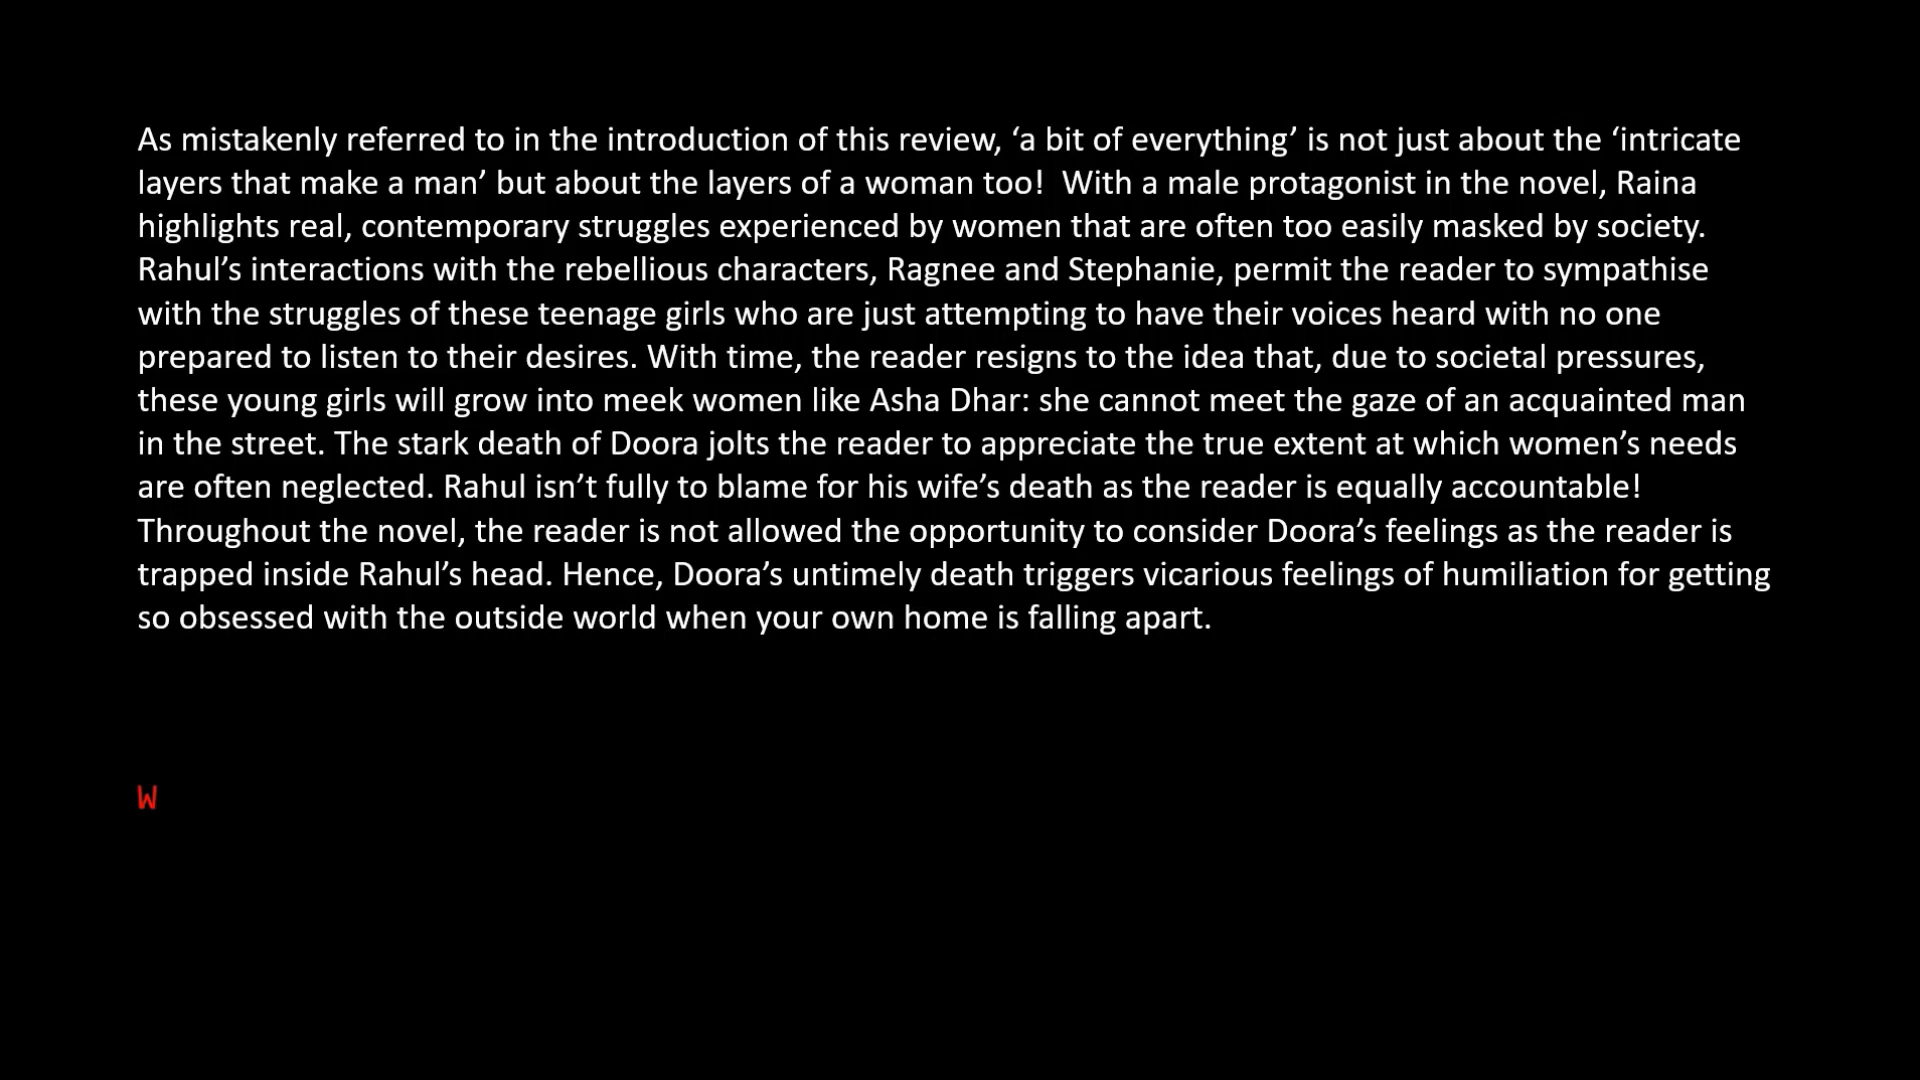 As mistakenly referred to in the introduction of this review, ‘a bit of everything’ is not just about the ‘intricate
layers that make a man’ but about the layers of a woman too!  With a male protagonist in the novel, Raina
highlights real, contemporary struggles experienced by women that are often too easily masked by society.
Rahul’s interactions with the rebellious characters, Ragnee and Stephanie, permit the reader to sympathise
with the struggles of these teenage girls who are just attempting to have their voices heard with no one
prepared to listen to their desires. With time, the reader resigns to the idea that, due to societal pressures,
these young girls will grow into meek women like Asha Dhar: she cannot meet the gaze of an acquainted man
in the street. The stark death of Doora jolts the reader to appreciate the true extent at which women’s needs
are often neglected. Rahul isn’t fully to blame for his wife’s death as the reader is equally accountable!
Throughout the novel, the reader is not allowed the opportunity to consider Doora’s feelings as the reader is
trapped inside Rahul’s head. Hence, Doora’s untimely death triggers vicarious feelings of humiliation for getting
so obsessed with the outside world when your own home is falling apart.
W